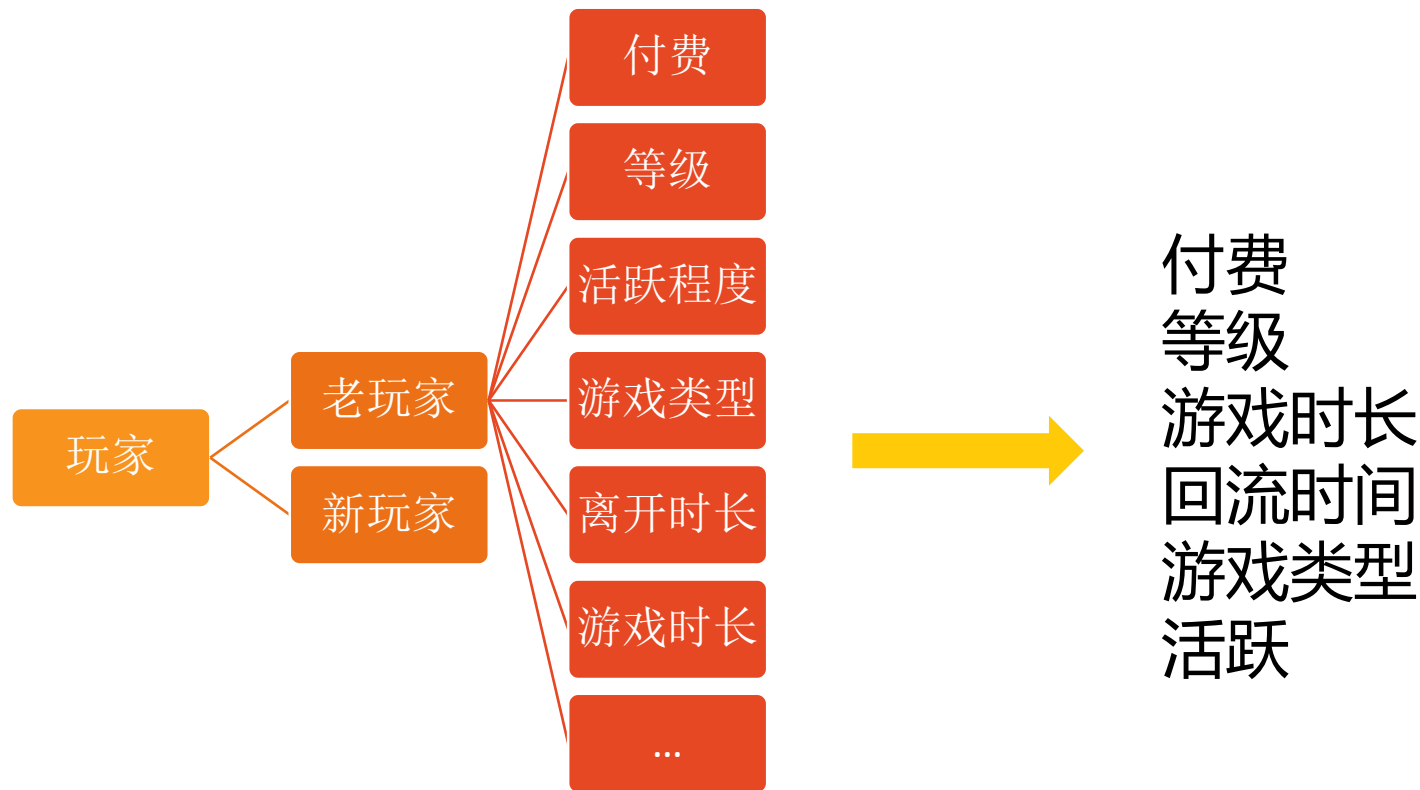 玩家
老玩家
新玩家
付费
等级
活跃程度
游戏类型
离开时长
游戏时长
...
付费
等级
游戏时长
回流时间
游戏类型
活跃